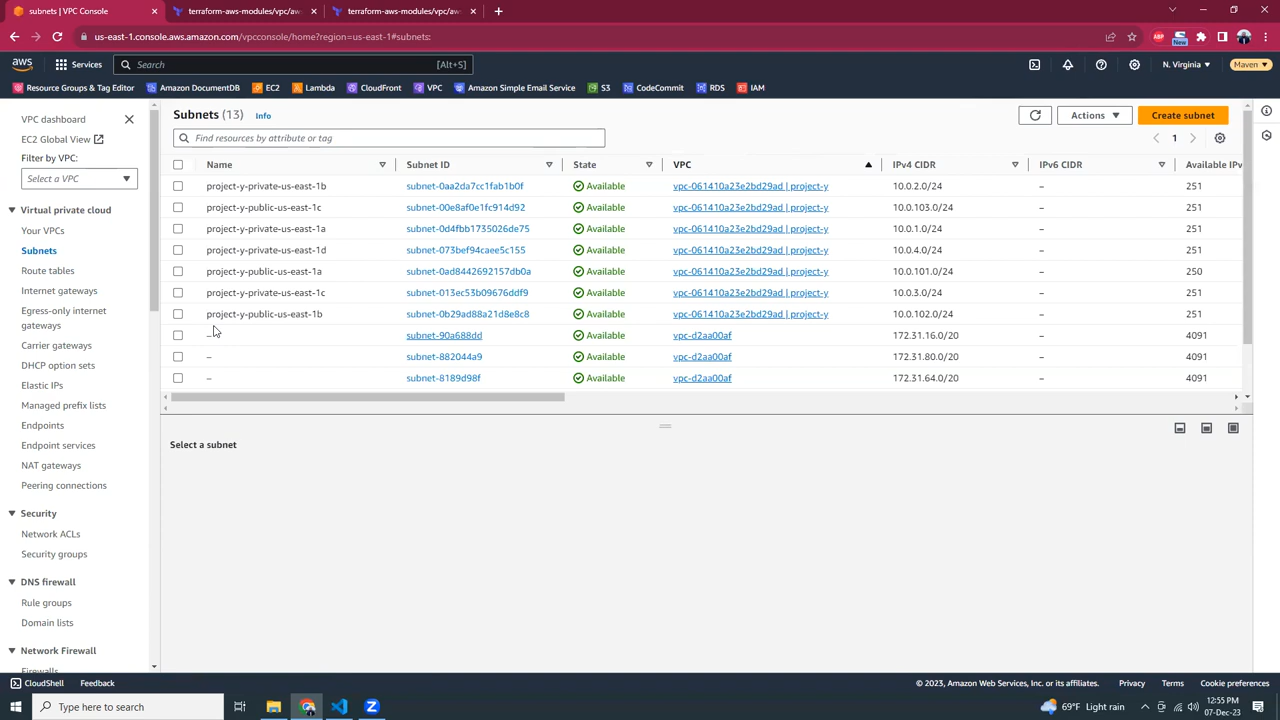 subnets | VPC Console
terraform-aws-modules/vpc/aws
terraform-aws-modules/vpc/aws
us-east-1.console.aws.amazon.com/vpcconsole/home?region=us-east-1#subnets:
ABP
New
aws
Services
Search
[Alt+S]
N. Virginia
Maven
Resource Groups & Tag Editor
Amazon DocumentDB
EC2
Lambda
CloudFront
VPC
Amazon Simple Email Service
S3
CodeCommit
RDS
IAM
VPC dashboard
EC2 Global View
Filter by VPC:
Select a VPC
Virtual private cloud
Your VPCs
Subnets
Route tables
Internet gateways
Egress-only internet
gateways
Carrier gateways
DHCP option sets
Elastic IPs
Managed prefix lists
Endpoints
Endpoint services
NAT gateways
Peering connections
Security
Network ACLs
Security groups
DNS firewall
Rule groups
Domain lists
Network Firewall
Firewalls
Subnets (13) Info
Actions
Create subnet
Find resources by attribute or tag
1
Name Subnet ID State VPC IPv4 CIDR IPv6 CIDR Available IPv
project-y-private-us-east-1b subnet-0aa2da7cc1fab1b0f Available vpc-061410a23e2bd29ad | project-y 10.0.2.0/24 – 251
project-y-public-us-east-1c subnet-00e8af0e1fc914d92 Available vpc-061410a23e2bd29ad | project-y 10.0.103.0/24 – 251
project-y-private-us-east-1a subnet-0d4fbb1735026de75 Available vpc-061410a23e2bd29ad | project-y 10.0.1.0/24 – 251
project-y-private-us-east-1d subnet-073bef94caee5c155 Available vpc-061410a23e2bd29ad | project-y 10.0.4.0/24 – 251
project-y-public-us-east-1a subnet-0ad8442692157db0a Available vpc-061410a23e2bd29ad | project-y 10.0.101.0/24 – 250
project-y-private-us-east-1c subnet-013ec53b09676ddf9 Available vpc-061410a23e2bd29ad | project-y 10.0.3.0/24 – 251
project-y-public-us-east-1b subnet-0b29ad88a21d8e8c8 Available vpc-061410a23e2bd29ad | project-y 10.0.102.0/24 – 251
– subnet-90a688dd Available vpc-d2aa00af 172.31.16.0/20 – 4091
– subnet-882044a9 Available vpc-d2aa00af 172.31.80.0/20 – 4091
– subnet-8189d98f Available vpc-d2aa00af 172.31.64.0/20 – 4091
Select a subnet
CloudShell
Feedback
© 2023, Amazon Web Services, Inc. or its affiliates.
Privacy
Terms
Cookie preferences
Type here to search
69°F Light rain
12:55 PM
07-Dec-23